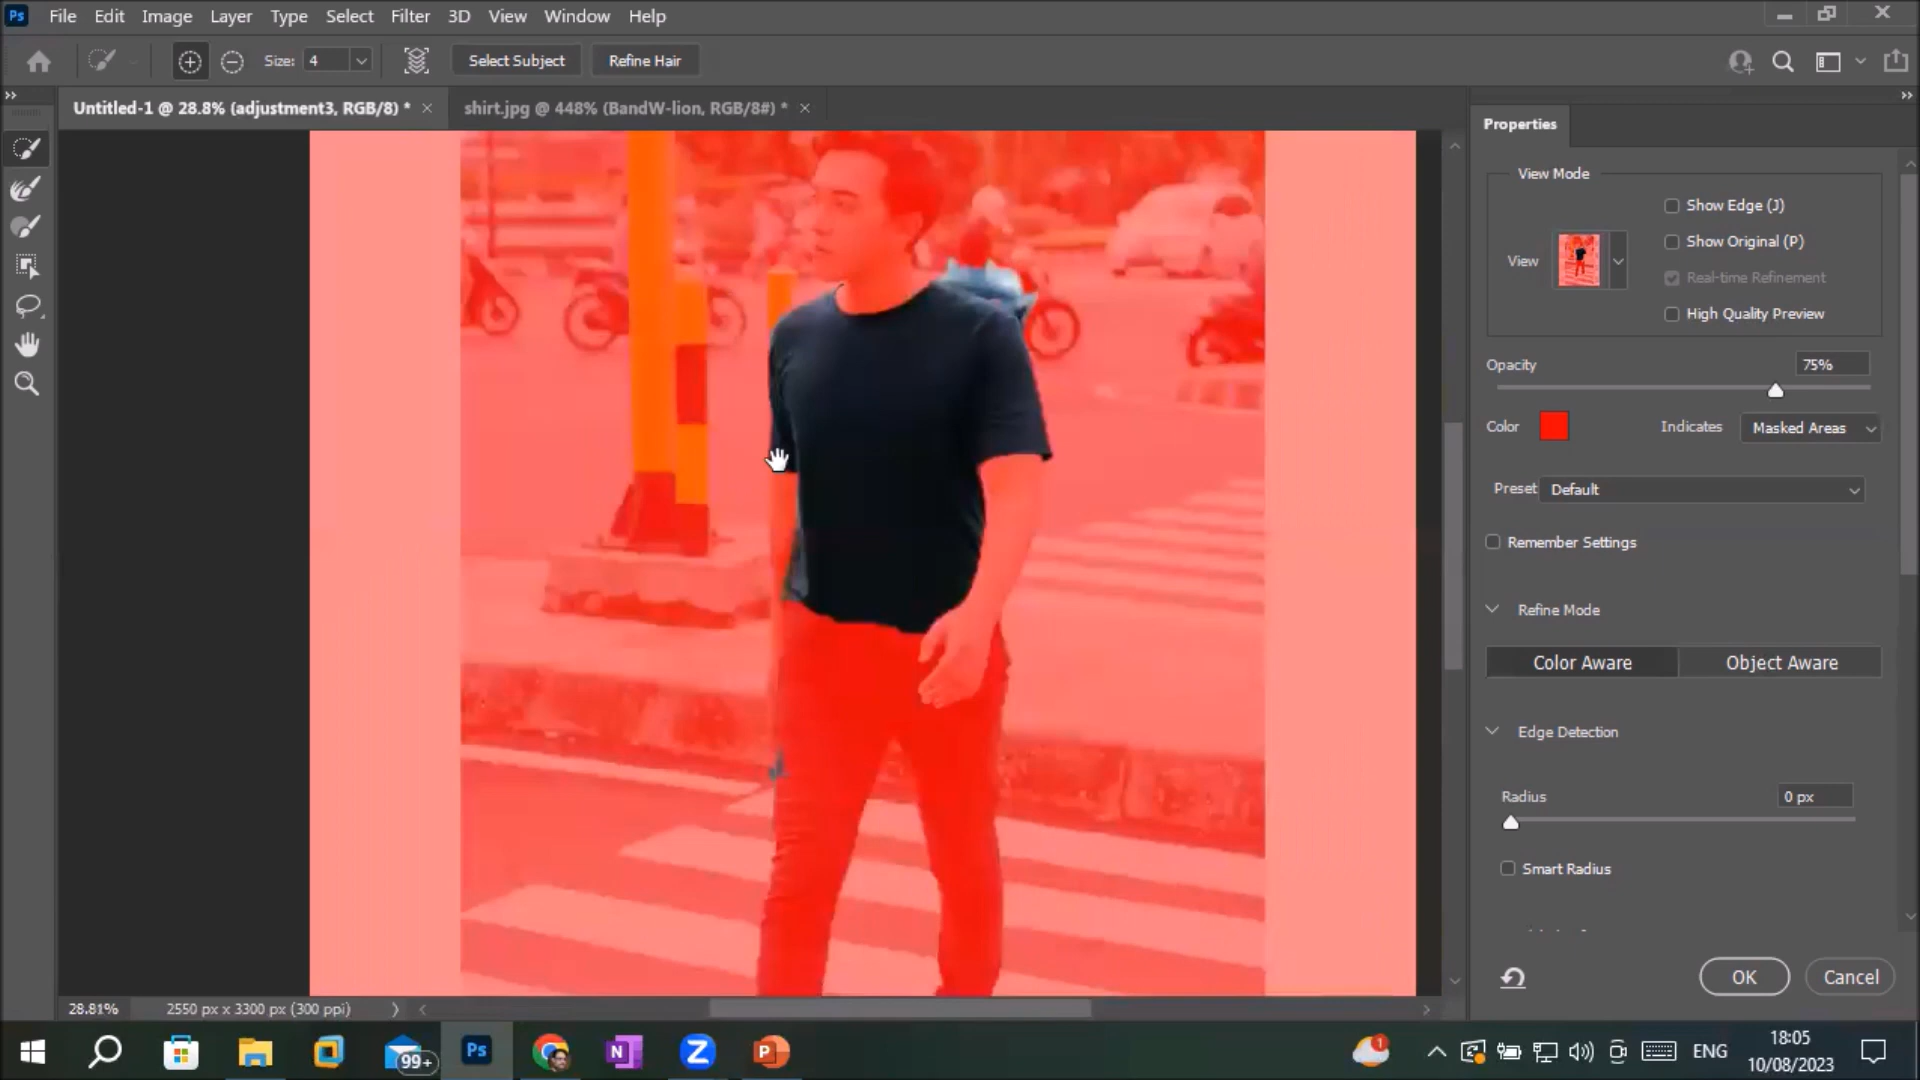 Ps File Edit Image Layer Type Select Filter 3D View Window Help
Size: 4 Select Subject Refine Hair
Untitled-1 @ 28.8% (adjustment3, RGB/8) * × shirt.jpg @ 448% (BandW-lion, RGB/8#) * ×
Properties
View Mode
Show Edge (J)
Show Original (P)
View
Real-time Refinement
High Quality Preview
Opacity 75%
Color Indicates Masked Areas
Preset Default
Remember Settings
Refine Mode
Color Aware Object Aware
Edge Detection
Radius 0 px
Smart Radius
OK Cancel
28.81% 2550 px x 3300 px (300 ppi)
99+ Ps N Z P 1 ENG 18:05
10/08/2023